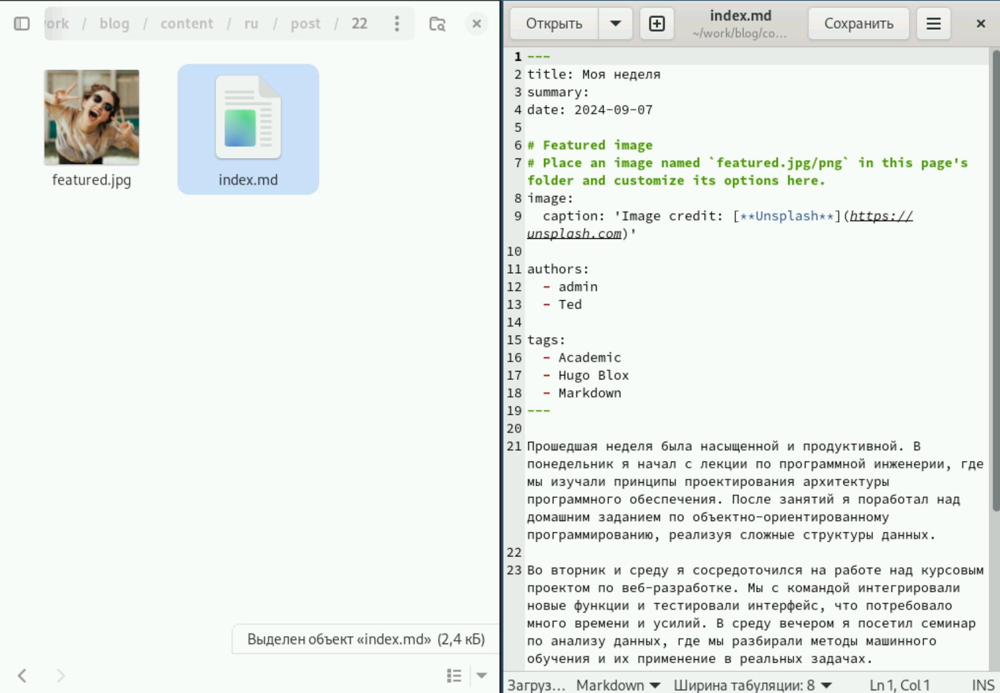 ork / blog / content / ru / post / 22
featured.jpg
index.md
Выделен объект «index.md» (2,4 кБ)
Открыть
index.md
~/work/blog/co...
Сохранить
1 ---
2 title: Моя неделя
3 summary:
4 date: 2024-09-07
5
6 # Featured image
7 # Place an image named `featured.jpg/png` in this page's
folder and customize its options here.
8 image:
9   caption: 'Image credit: [**Unsplash**](https://
unsplash.com)'
10
11 authors:
12   - admin
13   - Ted
14
15 tags:
16   - Academic
17   - Hugo Blox
18   - Markdown
19 ---
20
21 Прошедшая неделя была насыщенной и продуктивной. В
понедельник я начал с лекции по программной инженерии, где
мы изучали принципы проектирования архитектуры
программного обеспечения. После занятий я поработал над
домашним заданием по объектно-ориентированному
программированию, реализуя сложные структуры данных.
22
23 Во вторник и среду я сосредоточился на работе над курсовым
проектом по веб-разработке. Мы с командой интегрировали
новые функции и тестировали интерфейс, что потребовало
много времени и усилий. В среду вечером я посетил семинар
по анализу данных, где мы разбирали методы машинного
обучения и их применение в реальных задачах.
Загруз... Markdown Ширина табуляции: 8 Ln 1, Col 1 INS